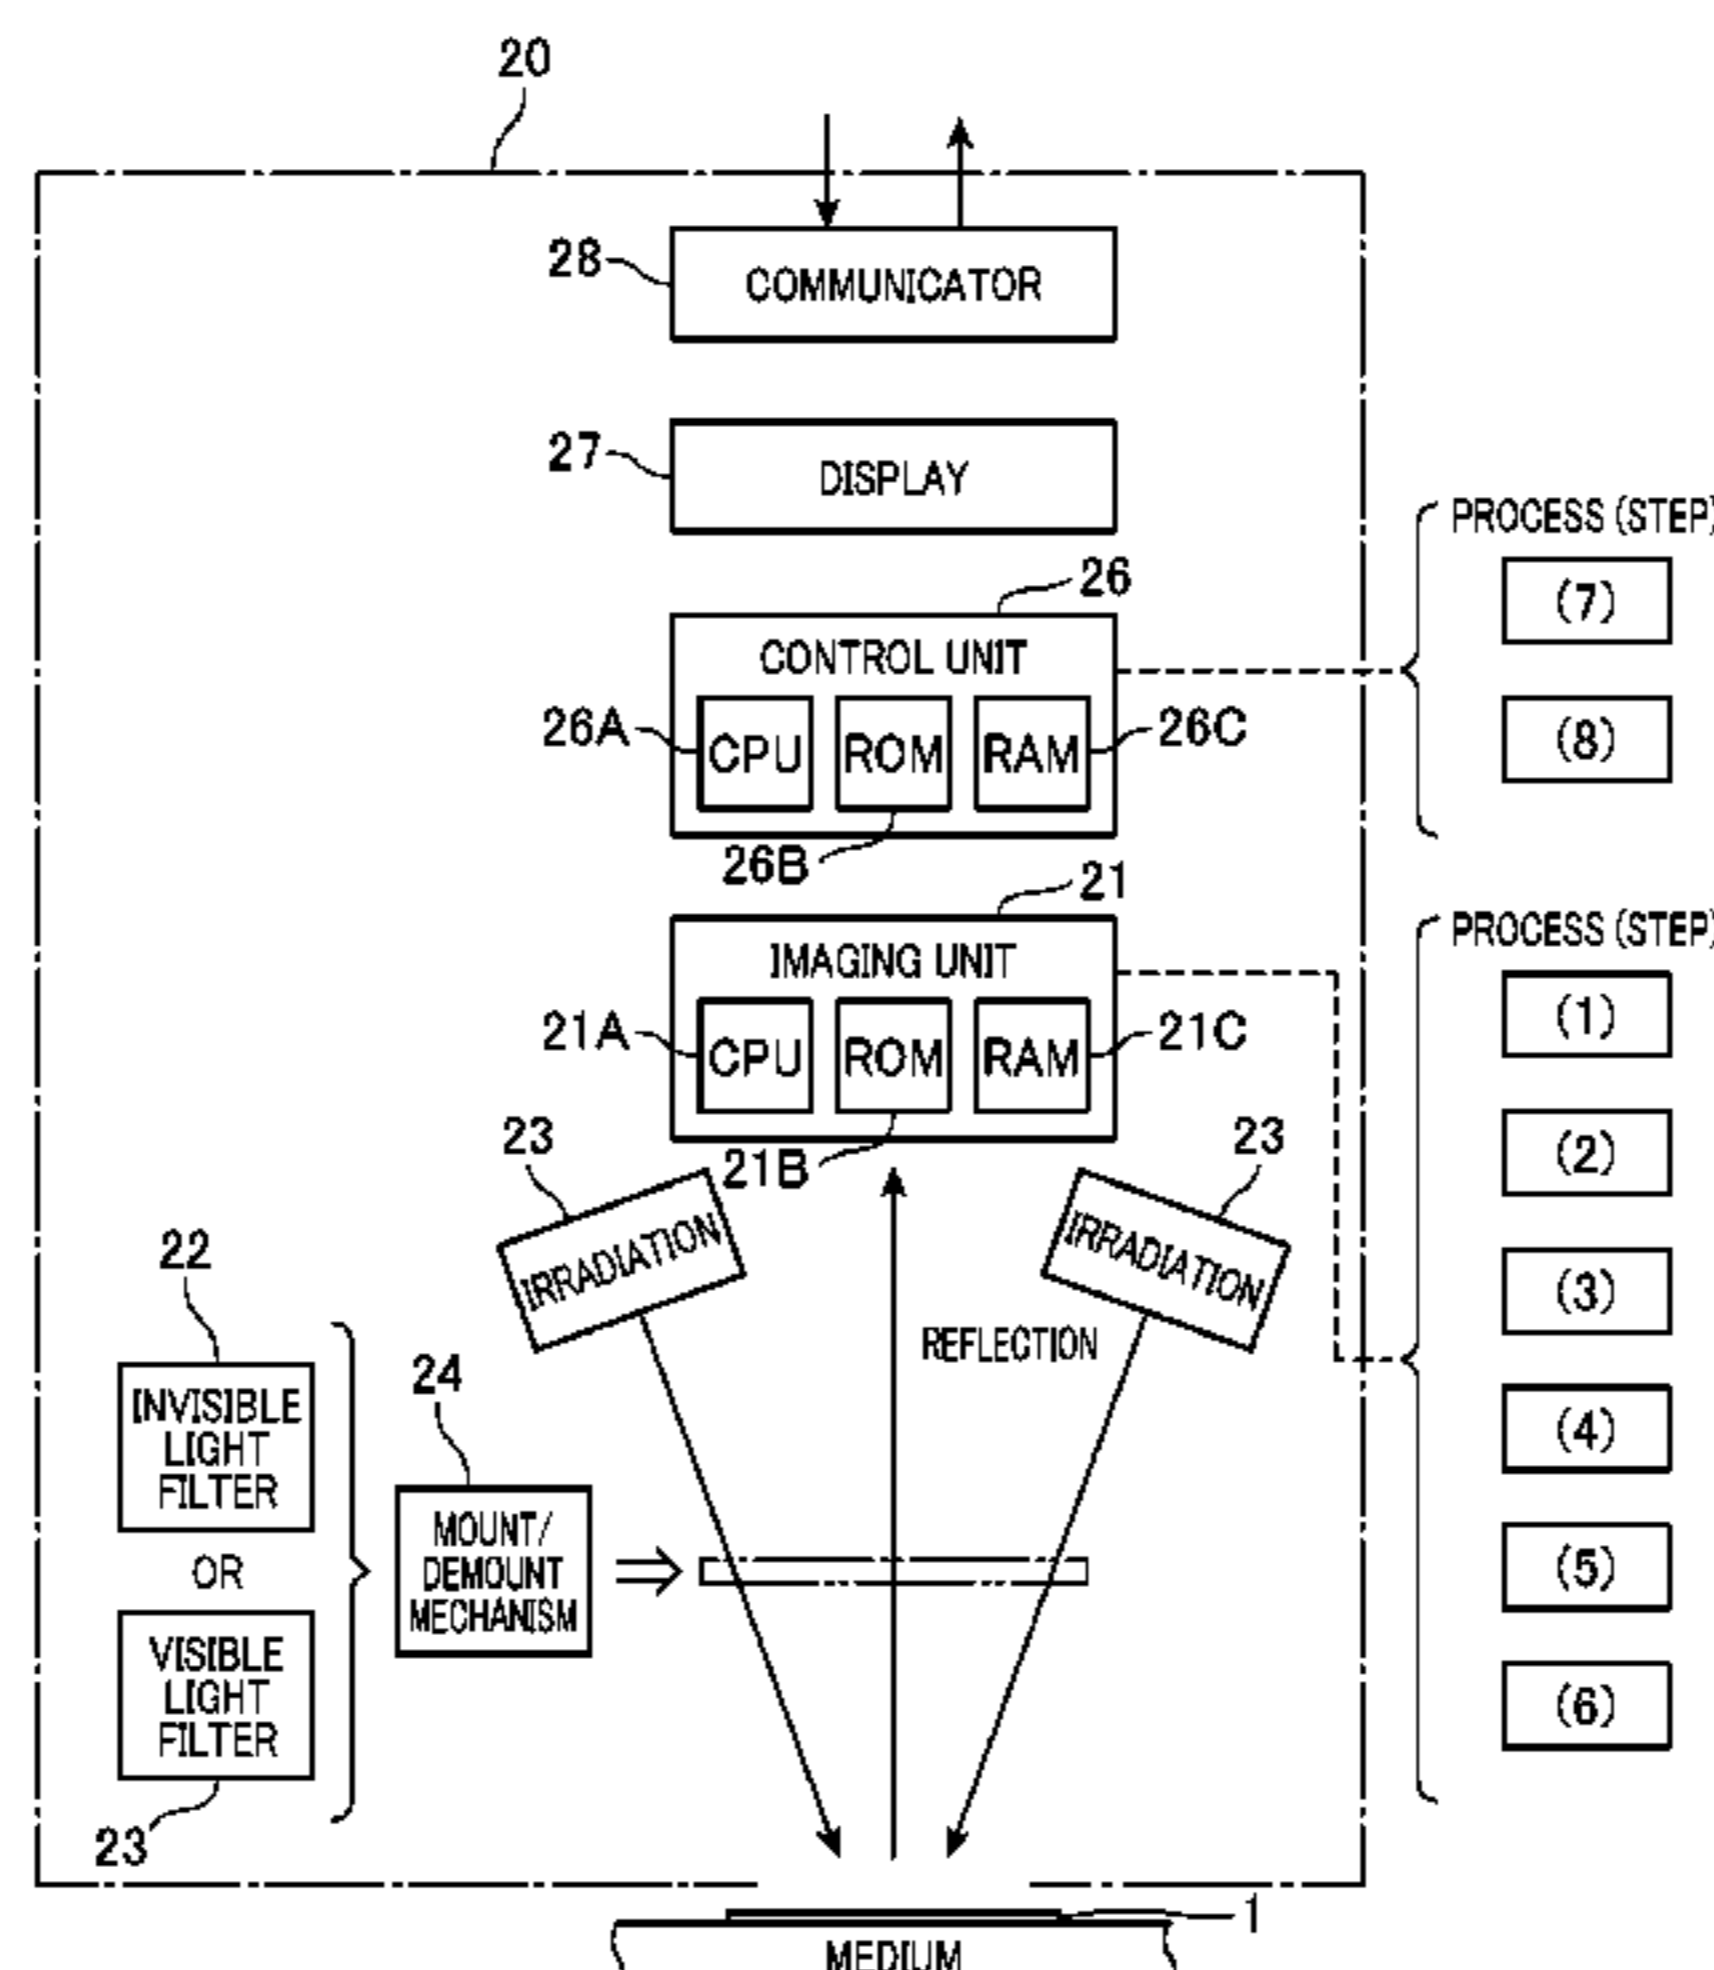 20
28
COMMUNICATOR
27
DISPLAY
PROCESS (STEP)
(7)
(8)
26
CONTROL UNIT
26A
CPU
ROM
RAM
26C
26B
21
IMAGING UNIT
21A
CPU
ROM
RAM
21C
21B
PROCESS (STEP)
(1)
(2)
(3)
(4)
(5)
(6)
23
IRRADIATION
23
IRRADIATION
REFLECTION
22
INVISIBLE
LIGHT
FILTER
OR
VISIBLE
LIGHT
FILTER
23
24
MOUNT/
DEMOUNT
MECHANISM
1
MEDIUM